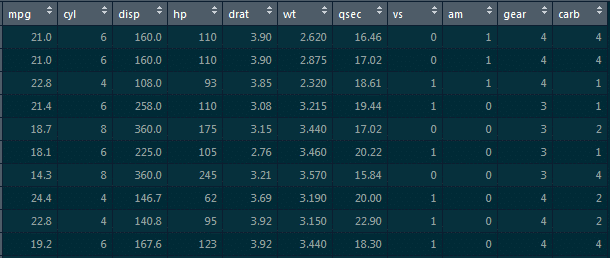 mpg cyl disp hp drat wt qsec vs am gear carb
21.0 6 160.0 110 3.90 2.620 16.46 0 1 4 4
21.0 6 160.0 110 3.90 2.875 17.02 0 1 4 4
22.8 4 108.0 93 3.85 2.320 18.61 1 1 4 1
21.4 6 258.0 110 3.08 3.215 19.44 1 0 3 1
18.7 8 360.0 175 3.15 3.440 17.02 0 0 3 2
18.1 6 225.0 105 2.76 3.460 20.22 1 0 3 1
14.3 8 360.0 245 3.21 3.570 15.84 0 0 3 4
24.4 4 146.7 62 3.69 3.190 20.00 1 0 4 2
22.8 4 140.8 95 3.92 3.150 22.90 1 0 4 2
19.2 6 167.6 123 3.92 3.440 18.30 1 0 4 4